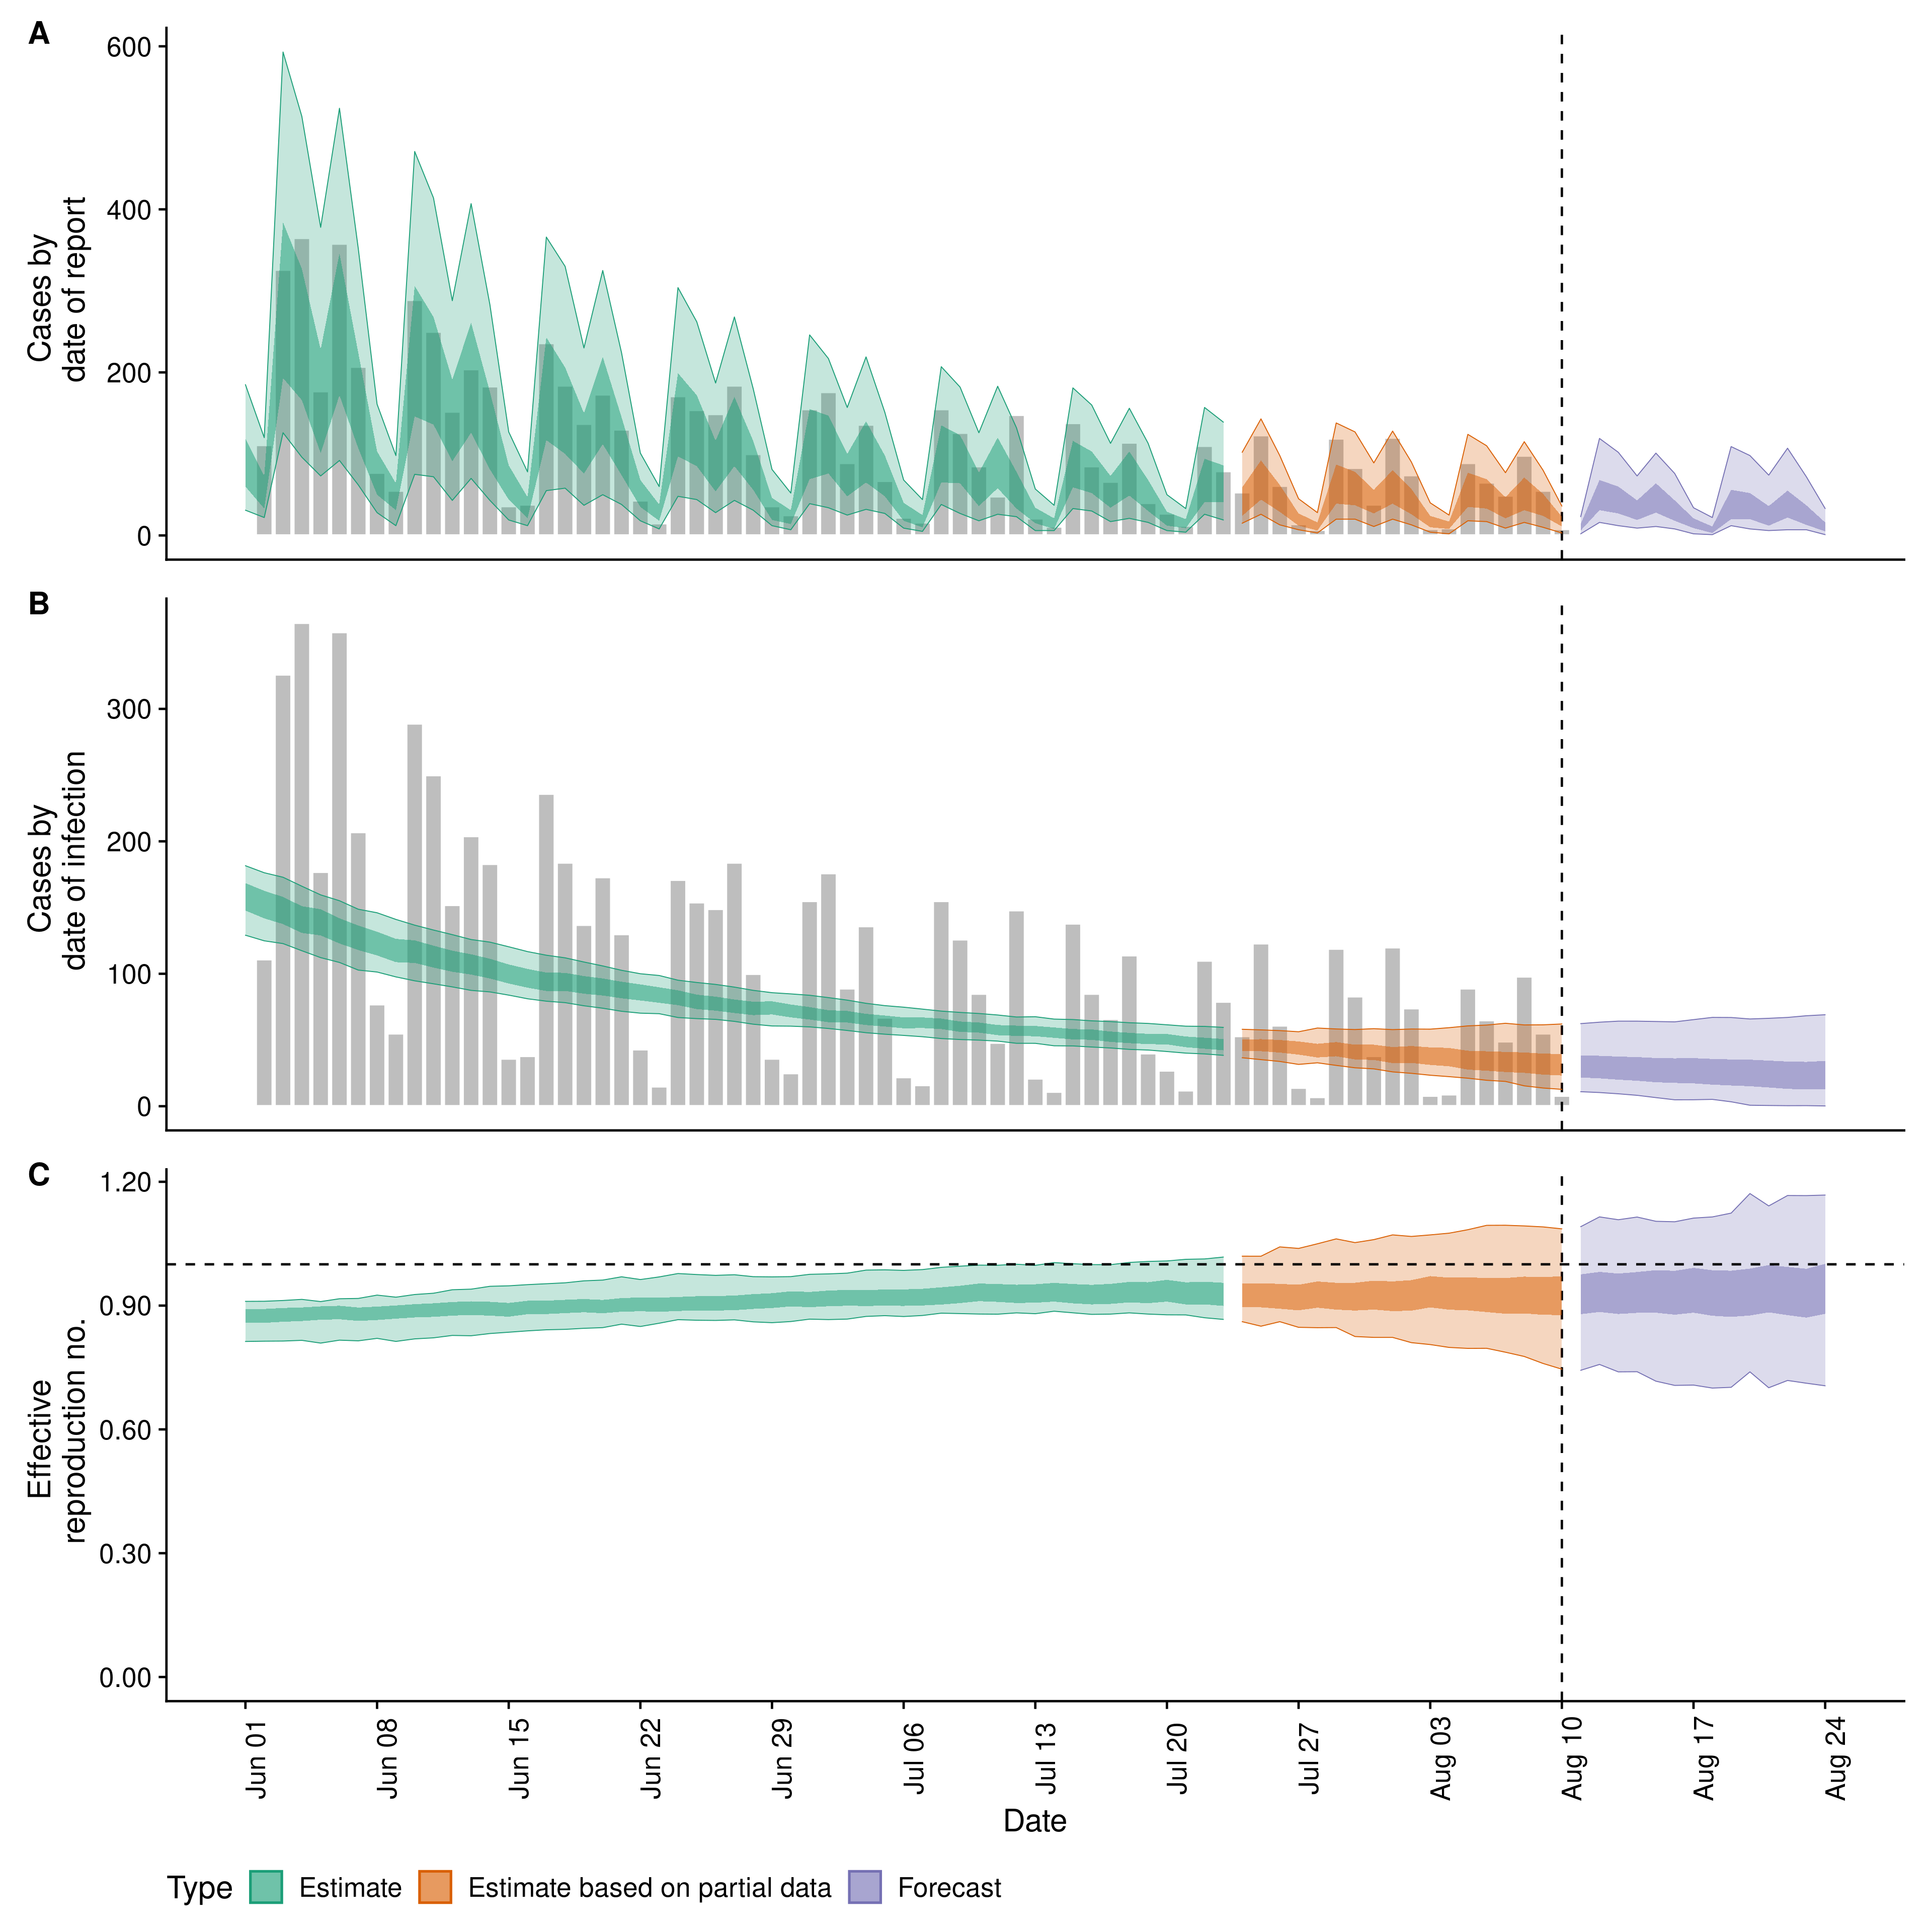 A
Cases by
date of report
600
400
200
0
B
Cases by
date of infection
300
200
100
0
C
Effective
reproduction no.
1.20
0.90
0.60
0.30
0.00
Jun 01
Jun 08
Jun 15
Jun 22
Jun 29
Jul 06
Jul 13
Jul 20
Jul 27
Aug 03
Aug 10
Aug 17
Aug 24
Date
Type Estimate Estimate based on partial data Forecast